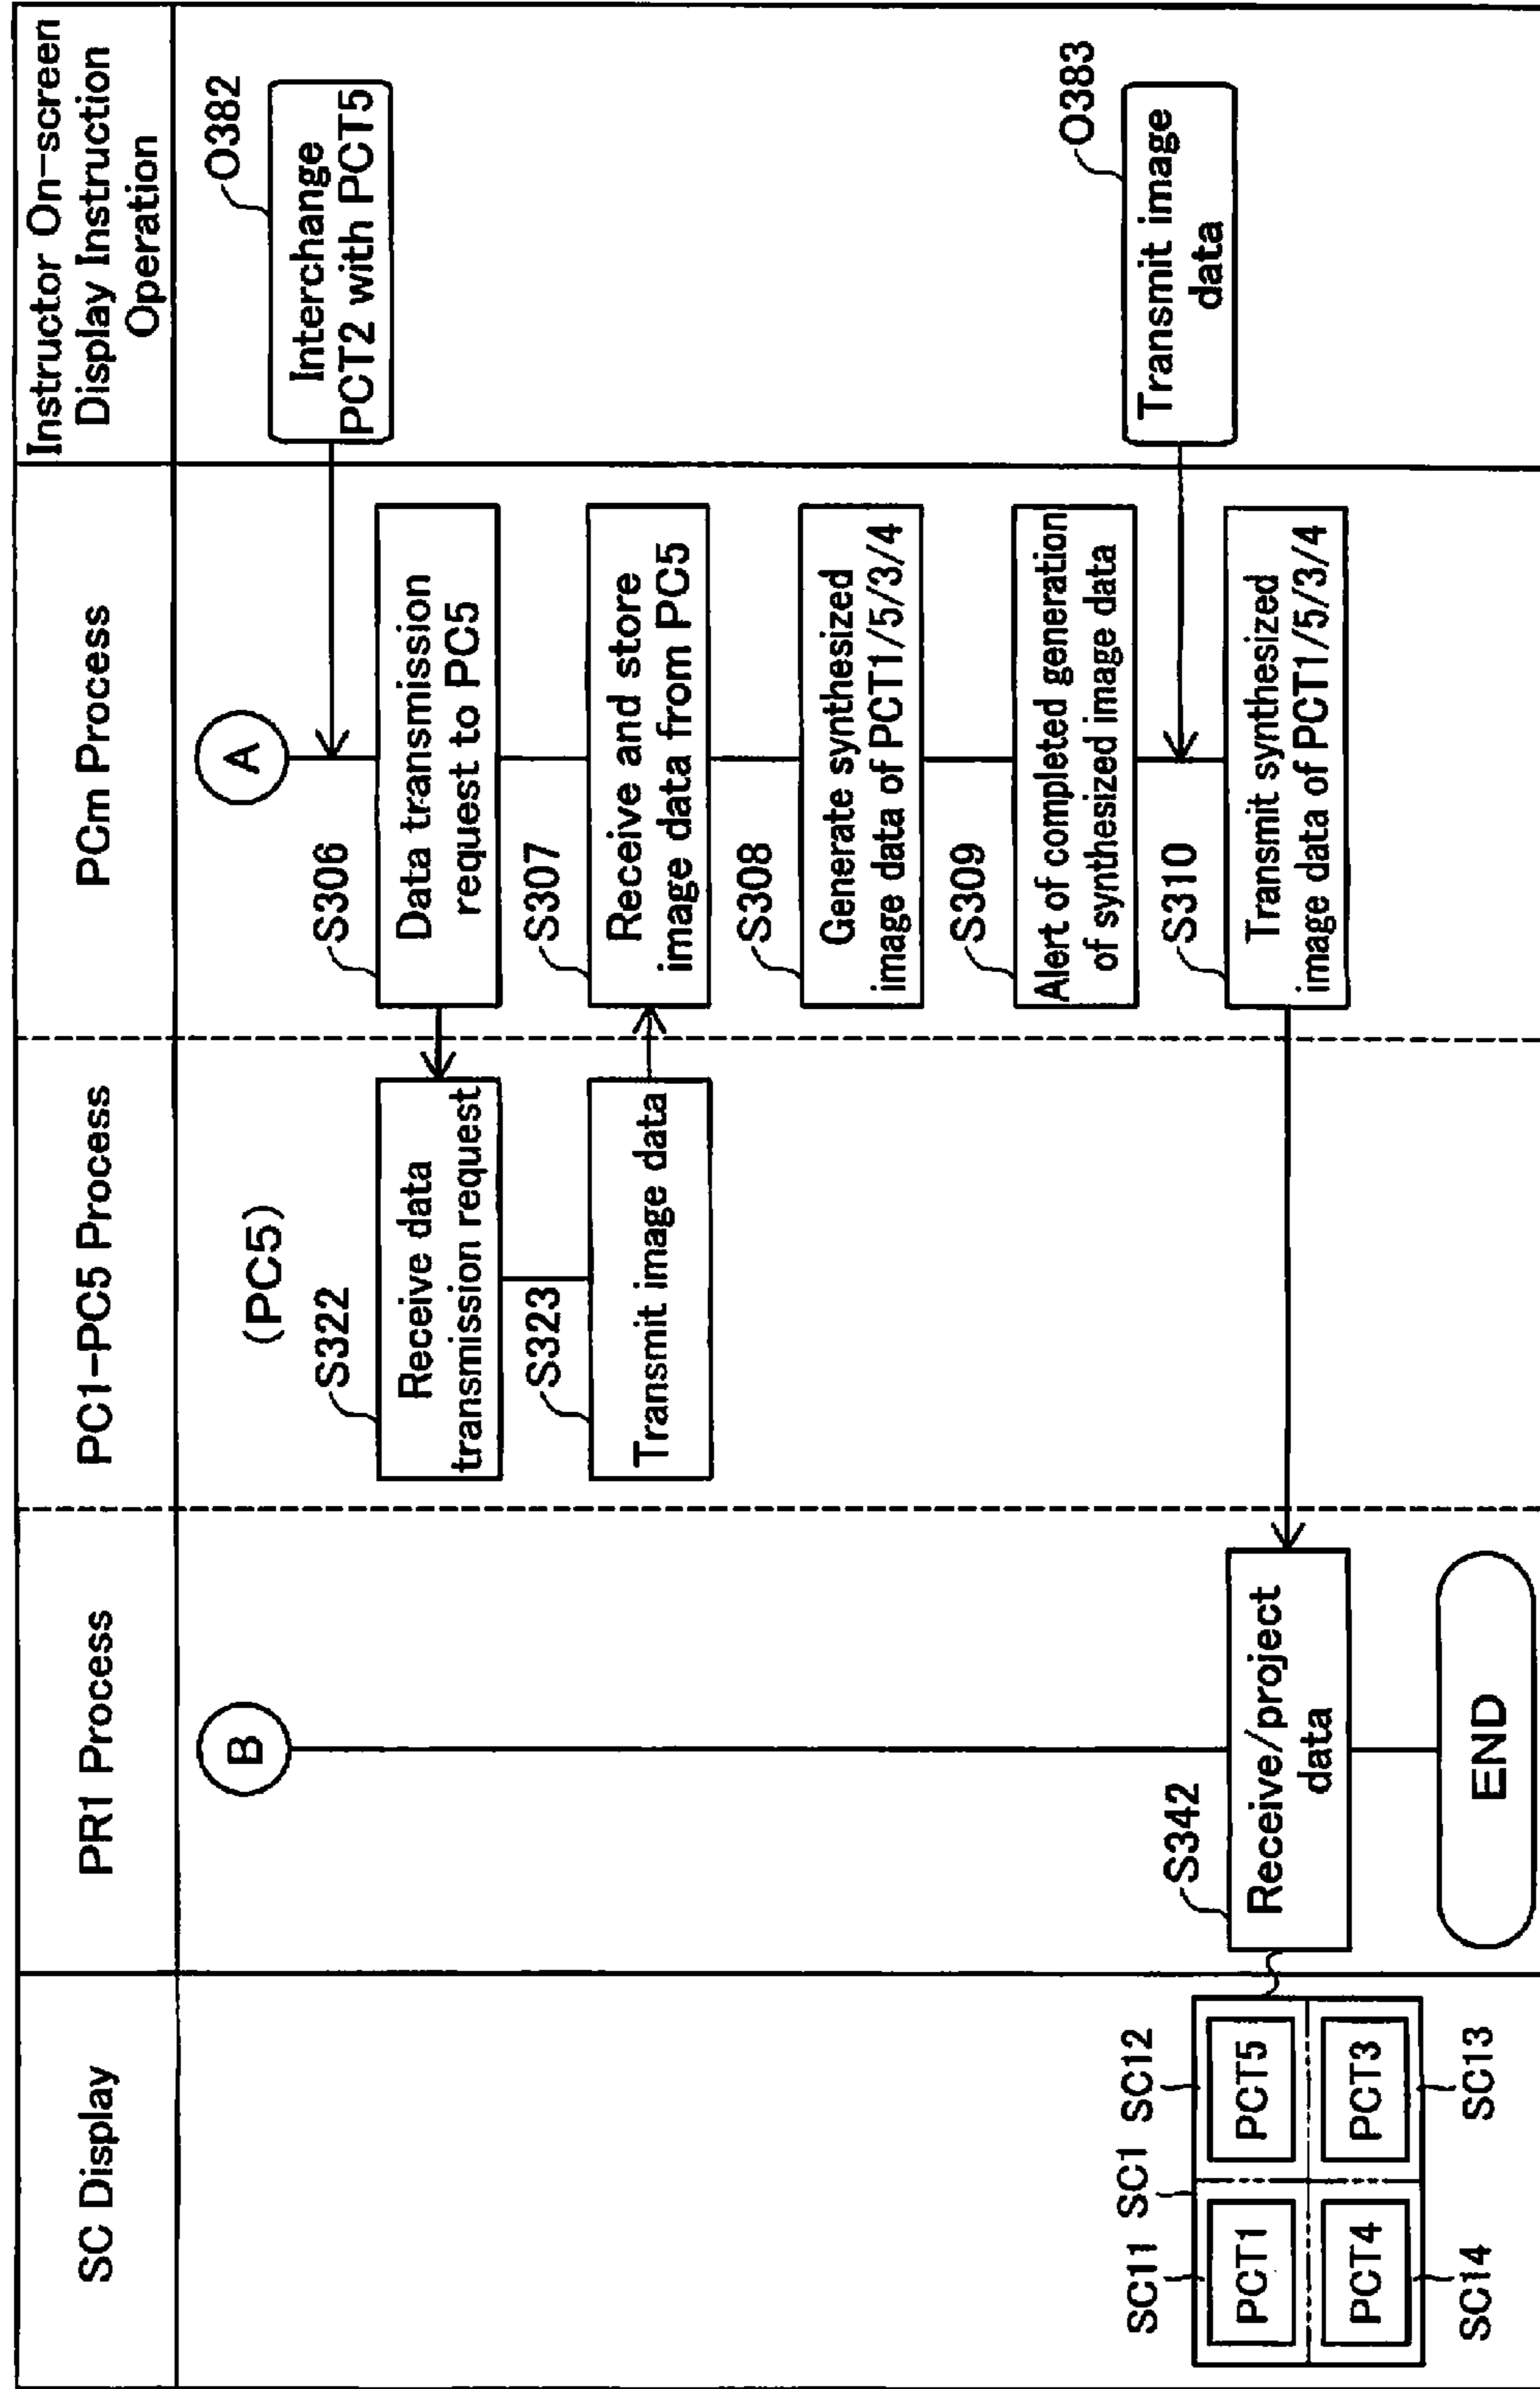 SC Display
PR1 Process
PC1-PC5 Process
PCm Process
Instructor On-screen
Display Instruction
Operation
B
(PC5)
A
O382
Interchange
PCT2 with PCT5
S322
Receive data
transmission request
S306
Data transmission
request to PC5
S323
Transmit image data
S307
Receive and store
image data from PC5
S308
Generate synthesized
image data of PCT1/5/3/4
S309
Alert of completed generation
of synthesized image data
O383
Transmit image
data
S310
Transmit synthesized
image data of PCT1/5/3/4
S342
Receive/project
data
SC11
SC1
SC12
PCT1
PCT5
PCT4
PCT3
SC14
SC13
END